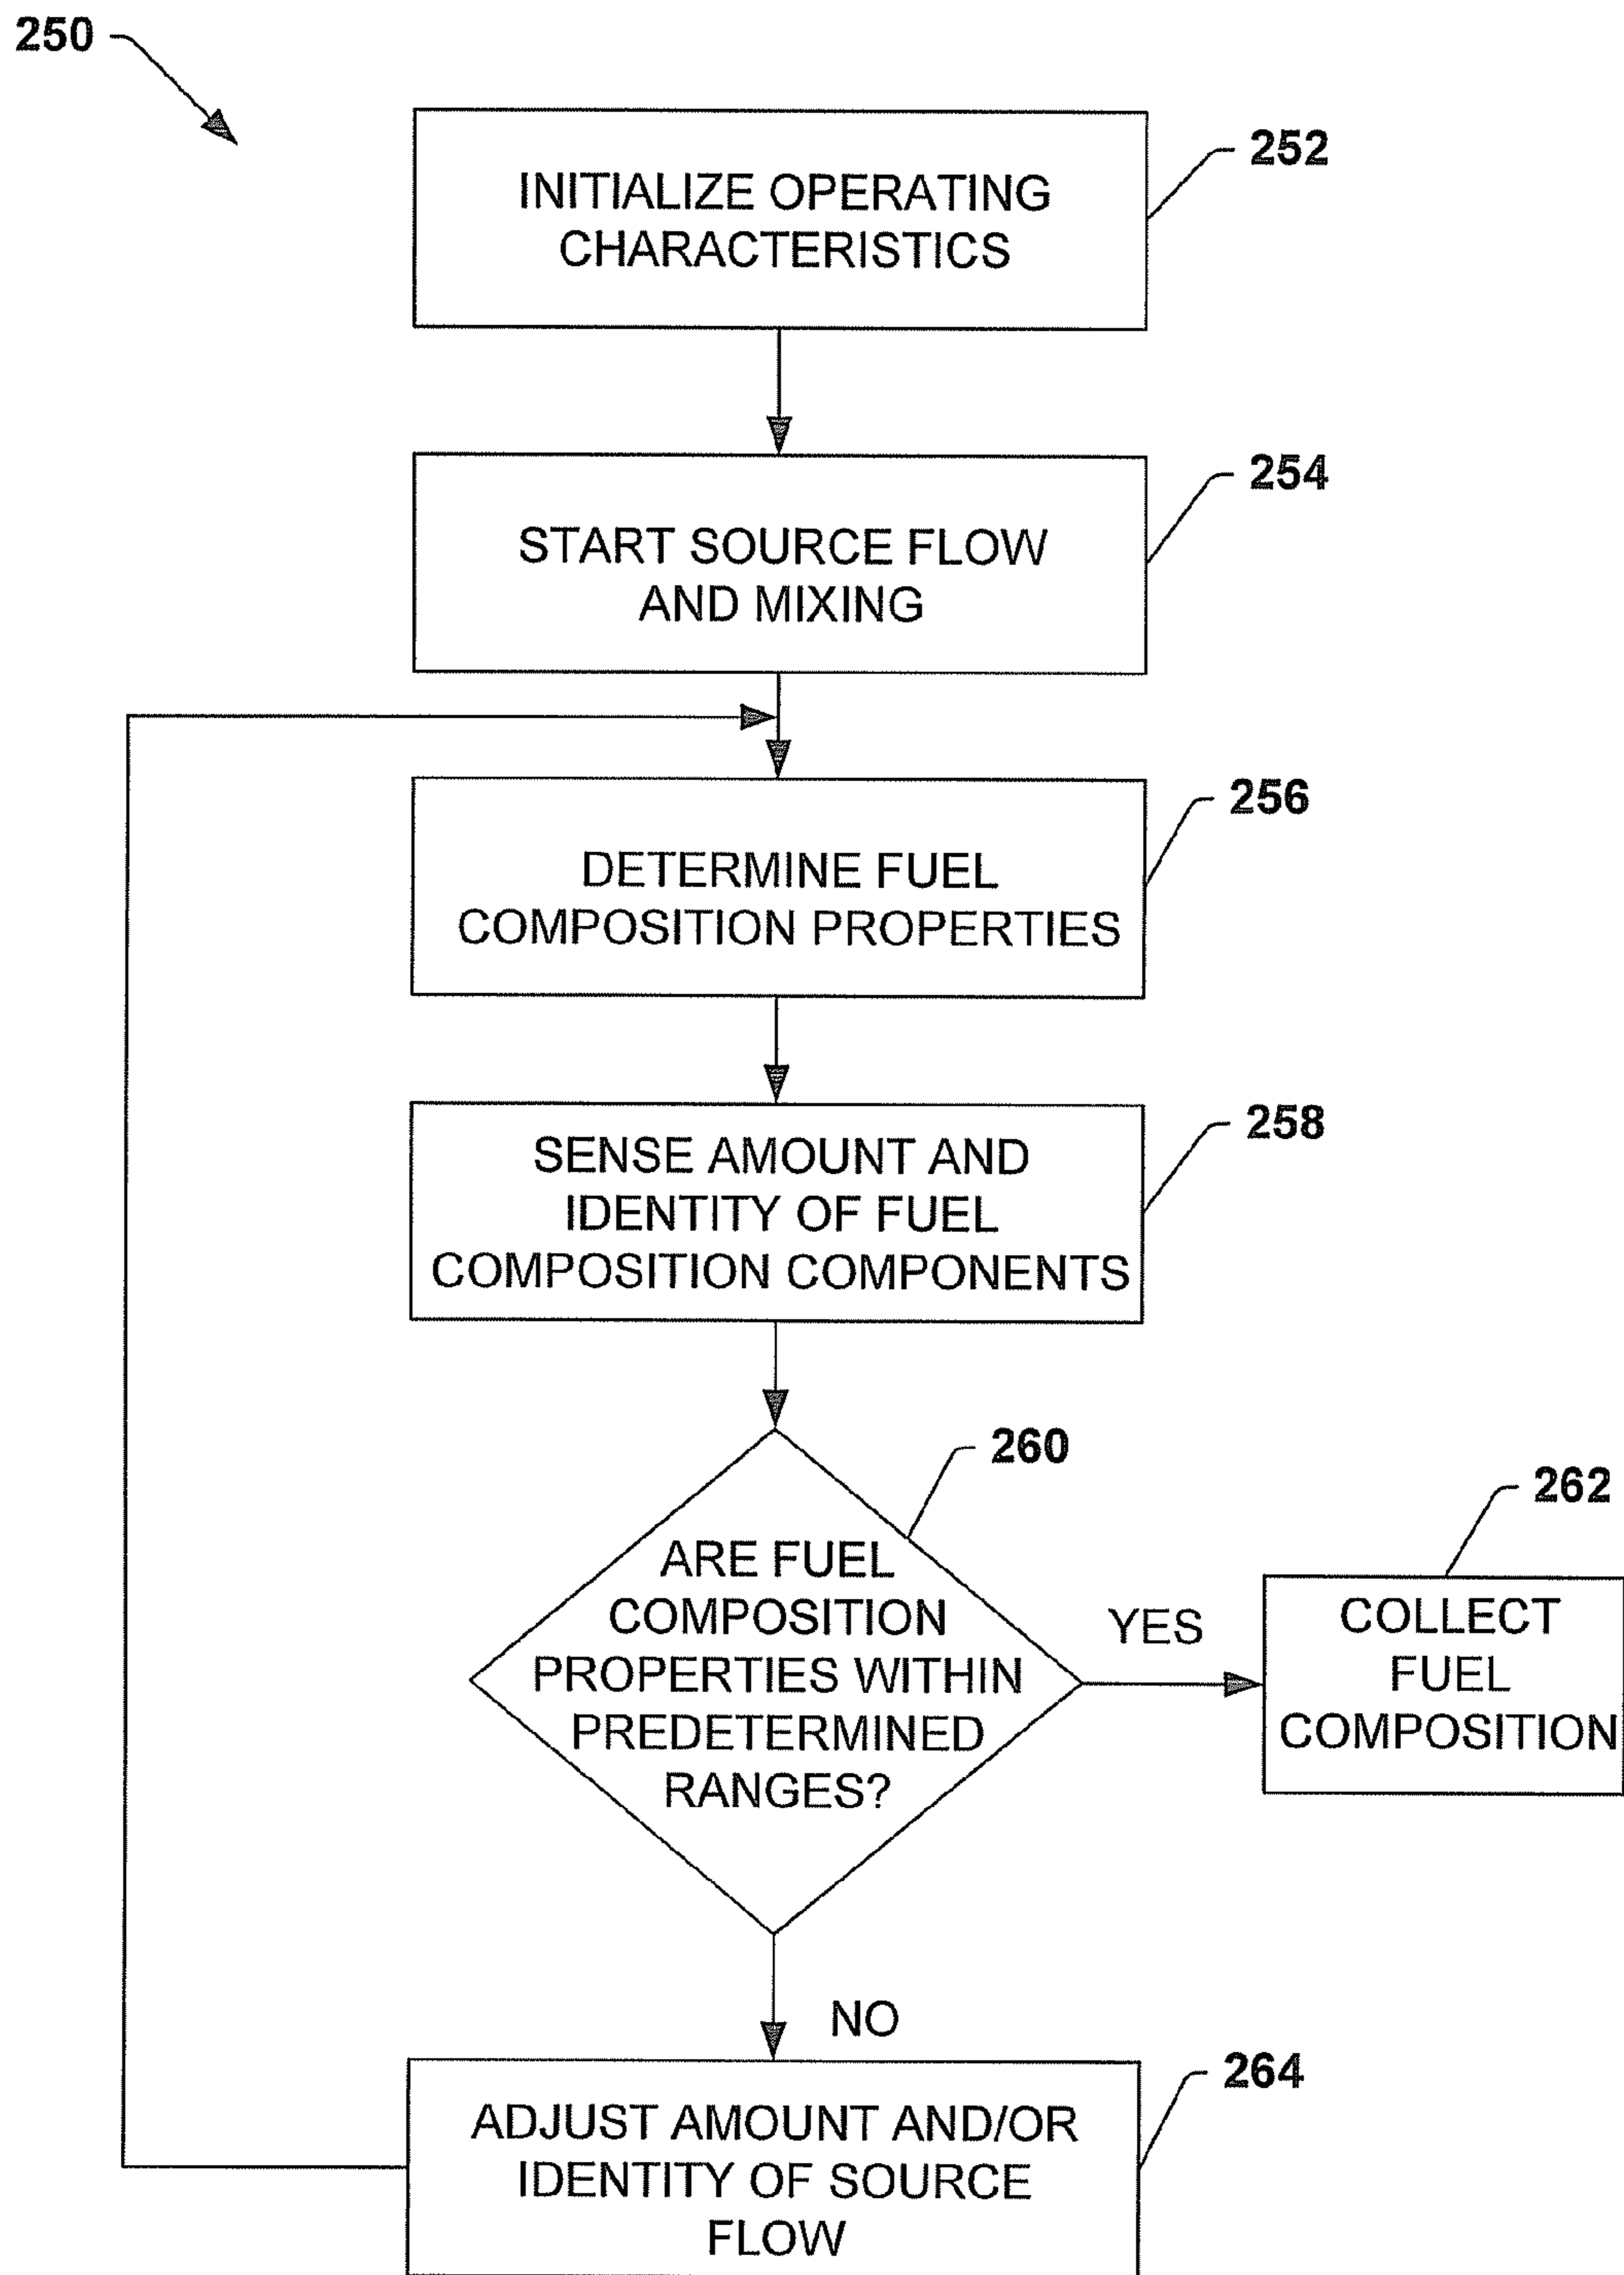 250
252
INITIALIZE OPERATING
CHARACTERISTICS
254
START SOURCE FLOW
AND MIXING
256
DETERMINE FUEL
COMPOSITION PROPERTIES
258
SENSE AMOUNT AND
IDENTITY OF FUEL
COMPOSITION COMPONENTS
260
ARE FUEL
COMPOSITION
PROPERTIES WITHIN
PREDETERMINED
RANGES?
YES
262
COLLECT
FUEL
COMPOSITION
NO
264
ADJUST AMOUNT AND/OR
IDENTITY OF SOURCE
FLOW